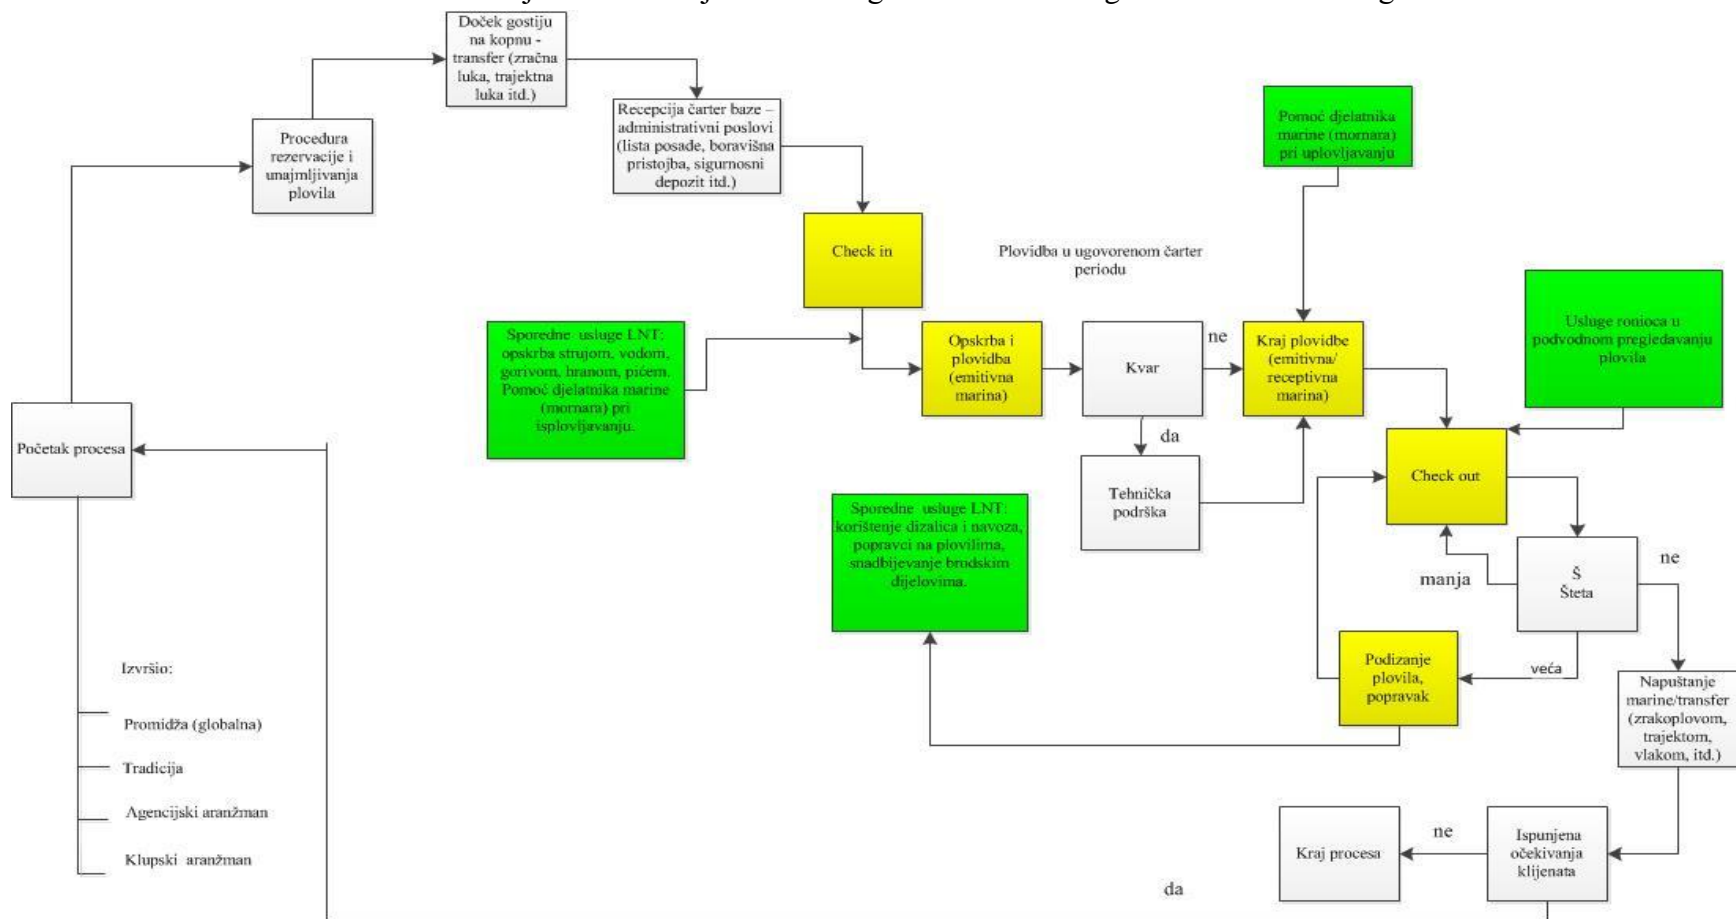 Doček gostiju
na kopnu -
transfer (zračna
luka, trajektna
luka itd.)
Recepcija čarter baze –
administrativni poslovi
(lista posade, boravišna
pristojba, sigurnosni
depozit itd.)
Procedura
rezervacije i
unajmljivanja
plovila
Pomoć djelatnika
marine (mornara)
pri uplovljavanju
Check in
Plovidba u ugovorenom čarter
periodu
Sporedne usluge LNT:
opskrba strujom, vodom,
gorivom, hranom, pićem.
Pomoć djelatnika marine
(mornara) pri
isplovljavanju.
Opskrba i
plovidba
(emitivna
marina)
Kvar
ne
da
Kraj plovidbe
(emitivna/
receptivna
marina)
Usluge ronioca u
podvodnom pregledavanju
plovila
Početak procesa
Tehnička
podrška
Check out
Sporedne usluge LNT:
korištenje dizalica i navoza,
popravci na plovilima,
snadbijevanje brodskim
dijelovima.
manja
Š
Šteta
ne
veća
Podizanje
plovila,
popravak
Napuštanje
marine/transfer
(zrakoplovom,
trajektom,
vlakom, itd.)
Izvršio:
Promidža (globalna)
Tradicija
Agencijski aranžman
Klupski aranžman
Kraj procesa
ne
Ispunjena
očekivanja
klijenata
da